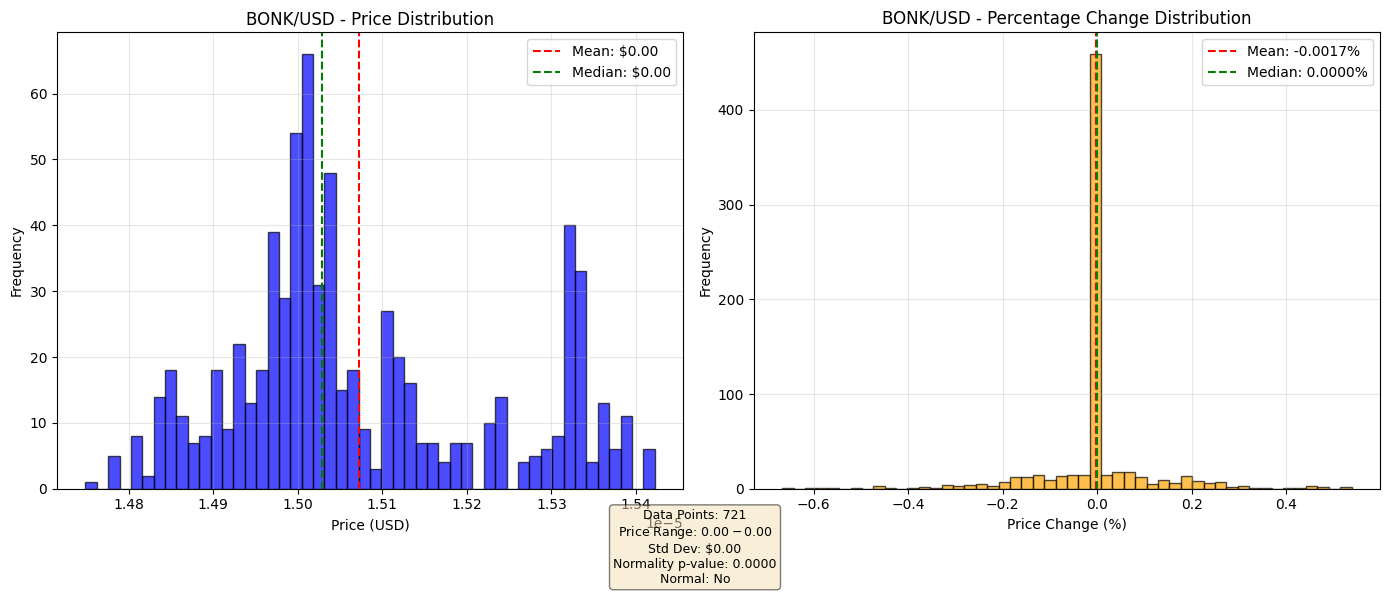 BONK/USD - Price Distribution
Mean: $0.00
Median: $0.00
Frequency
60
50
40
30
20
10
0
1.48
1.49
1.50
1.51
1.52
1.53
1.54
1e−5
Price (USD)
BONK/USD - Percentage Change Distribution
Mean: -0.0017%
Median: 0.0000%
Frequency
400
300
200
100
0
−0.6
−0.4
−0.2
0.0
0.2
0.4
Price Change (%)
Data Points: 721
Price Range: 0.00 − 0.00
Std Dev: $0.00
Normality p-value: 0.0000
Normal: No